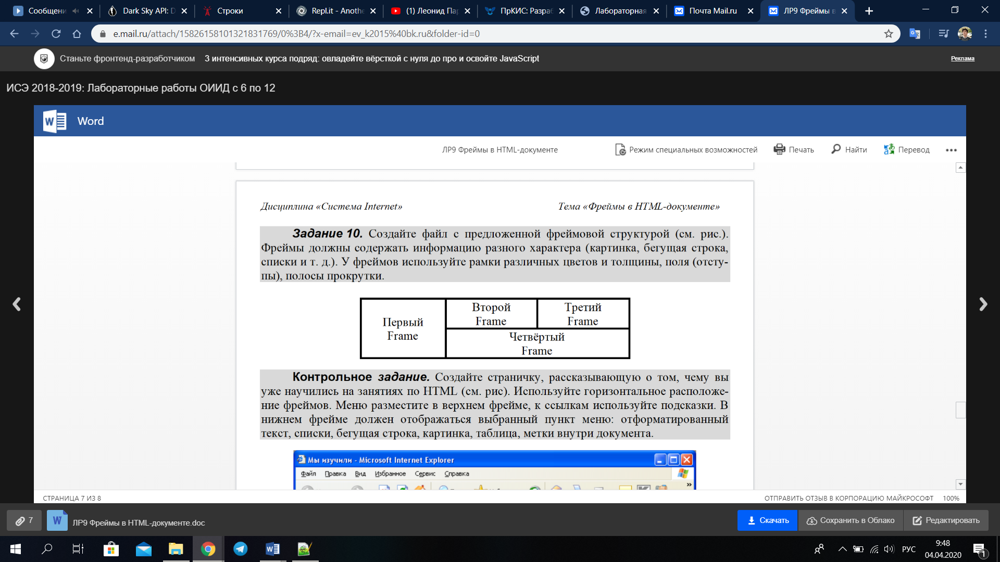 Сообщени
Dark Sky API: D
Строки
Repl.it - Anothe
(1) Леонид Пар
ПрКИС: Разраб
Лабораторная
Почта Mail.ru
ЛР9 Фреймы в
e.mail.ru/attach/15826158101321831769/0%3B4/?x-email=ev_k2015%40bk.ru&folder-id=0
Станьте фронтенд-разработчиком 3 интенсивных курса подряд: овладейте вёрсткой с нуля до про и освойте JavaScript
Реклама
ИСЭ 2018-2019: Лабораторные работы ОИИД с 6 по 12
Word
ЛР9 Фреймы в HTML-документе
Режим специальных возможностей
Печать
Найти
Перевод
Дисциплина «Система Internet» Тема «Фреймы в HTML-документе»
Задание 10. Создайте файл с предложенной фреймовой структурой (см. рис.).
Фреймы должны содержать информацию разного характера (картинка, бегущая строка,
списки и т. д.). У фреймов используйте рамки различных цветов и толщины, поля (отсту-
пы), полосы прокрутки.
Первый
Frame
Второй
Frame
Третий
Frame
Четвёртый
Frame
Контрольное задание. Создайте страничку, рассказывающую о том, чему вы
уже научились на занятиях по HTML (см. рис). Используйте горизонтальное расположе-
ние фреймов. Меню разместите в верхнем фрейме, к ссылкам используйте подсказки. В
нижнем фрейме должен отображаться выбранный пункт меню: отформатированный
текст, списки, бегущая строка, картинка, таблица, метки внутри документа.
Мы изучили - Microsoft Internet Explorer
Файл Правка Вид Избранное Сервис Справка
СТРАНИЦА 7 ИЗ 8
ОТПРАВИТЬ ОТЗЫВ В КОРПОРАЦИЮ МАЙКРОСОФТ 100%
7
ЛР9 Фреймы в HTML-документе.doc
Скачать
Сохранить в Облако
Редактировать
РУС
9:48
04.04.2020
1